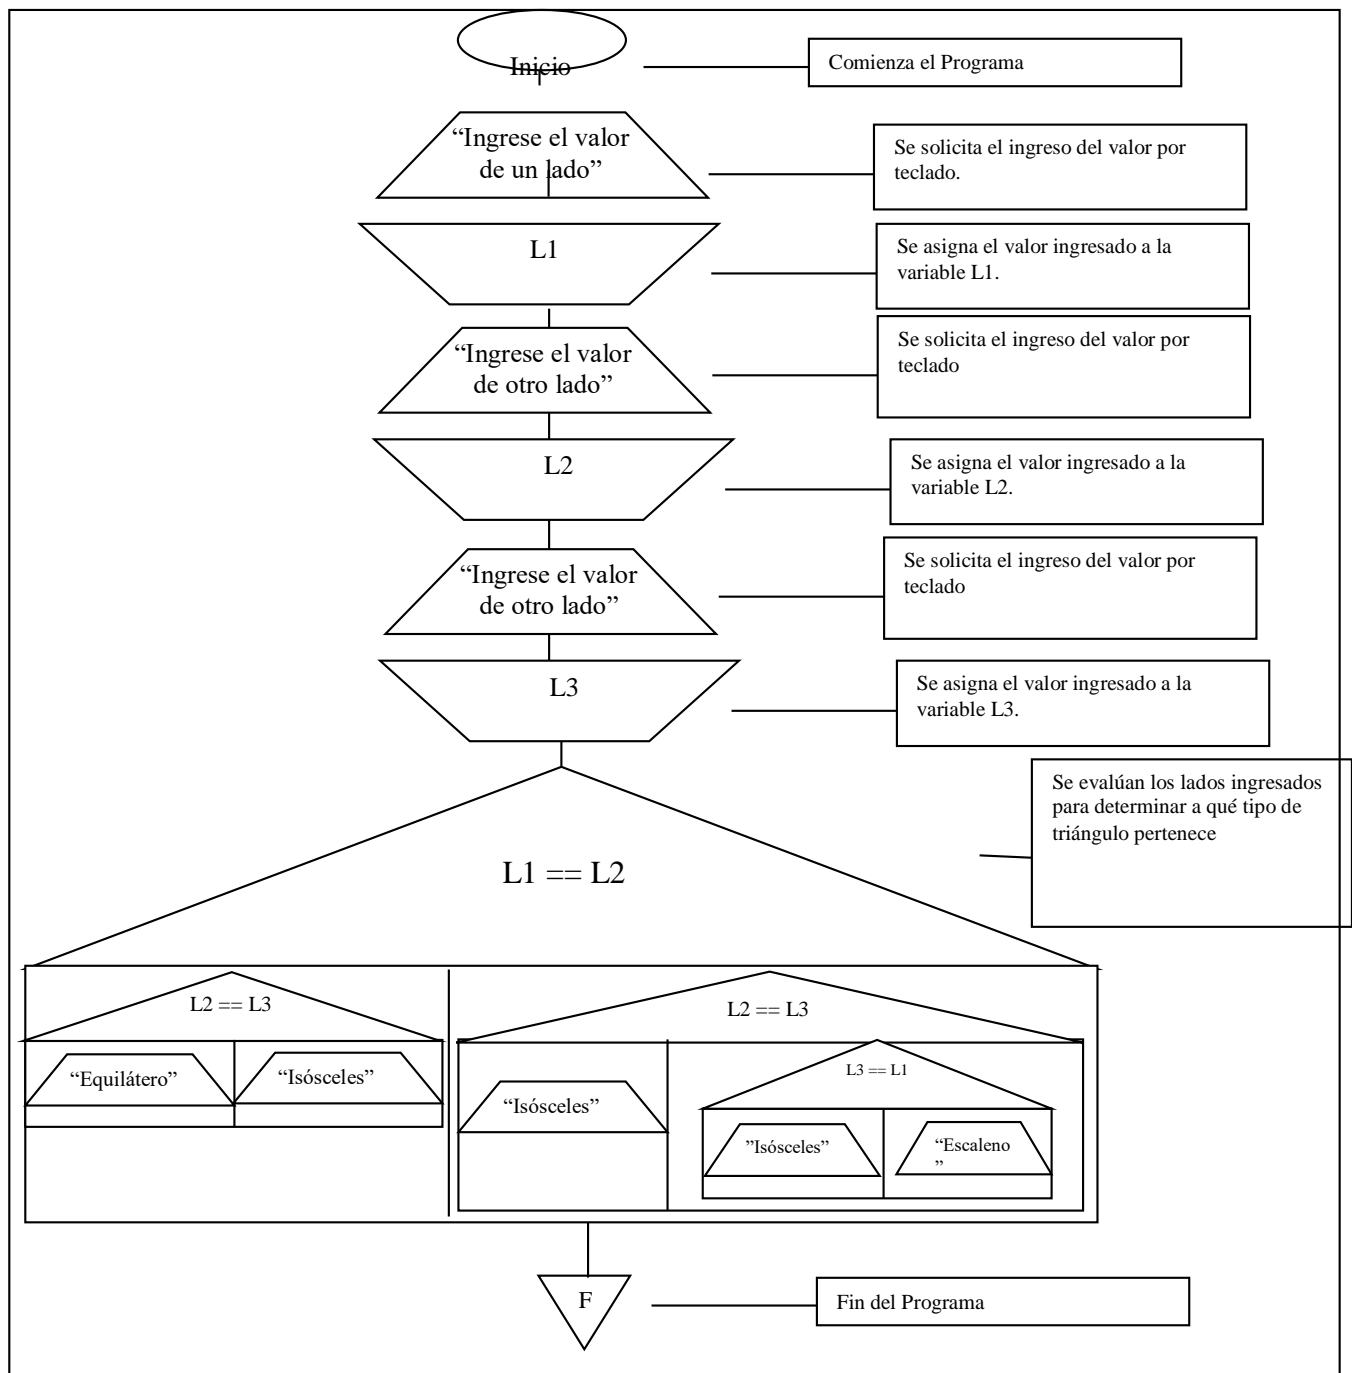 Inicio
Comienza el Programa
“Ingrese el valor
de un lado”
Se solicita el ingreso del valor por
teclado.
L1
Se asigna el valor ingresado a la
variable L1.
“Ingrese el valor
de otro lado”
Se solicita el ingreso del valor por
teclado
L2
Se asigna el valor ingresado a la
variable L2.
“Ingrese el valor
de otro lado”
Se solicita el ingreso del valor por
teclado
L3
Se asigna el valor ingresado a la
variable L3.
Se evalúan los lados ingresados
para determinar a qué tipo de
triángulo pertenece
L1 == L2
L2 == L3
L2 == L3
“Equilátero”
“Isósceles”
“Isósceles”
L3 == L1
”Isósceles”
“Escaleno
”
F
Fin del Programa